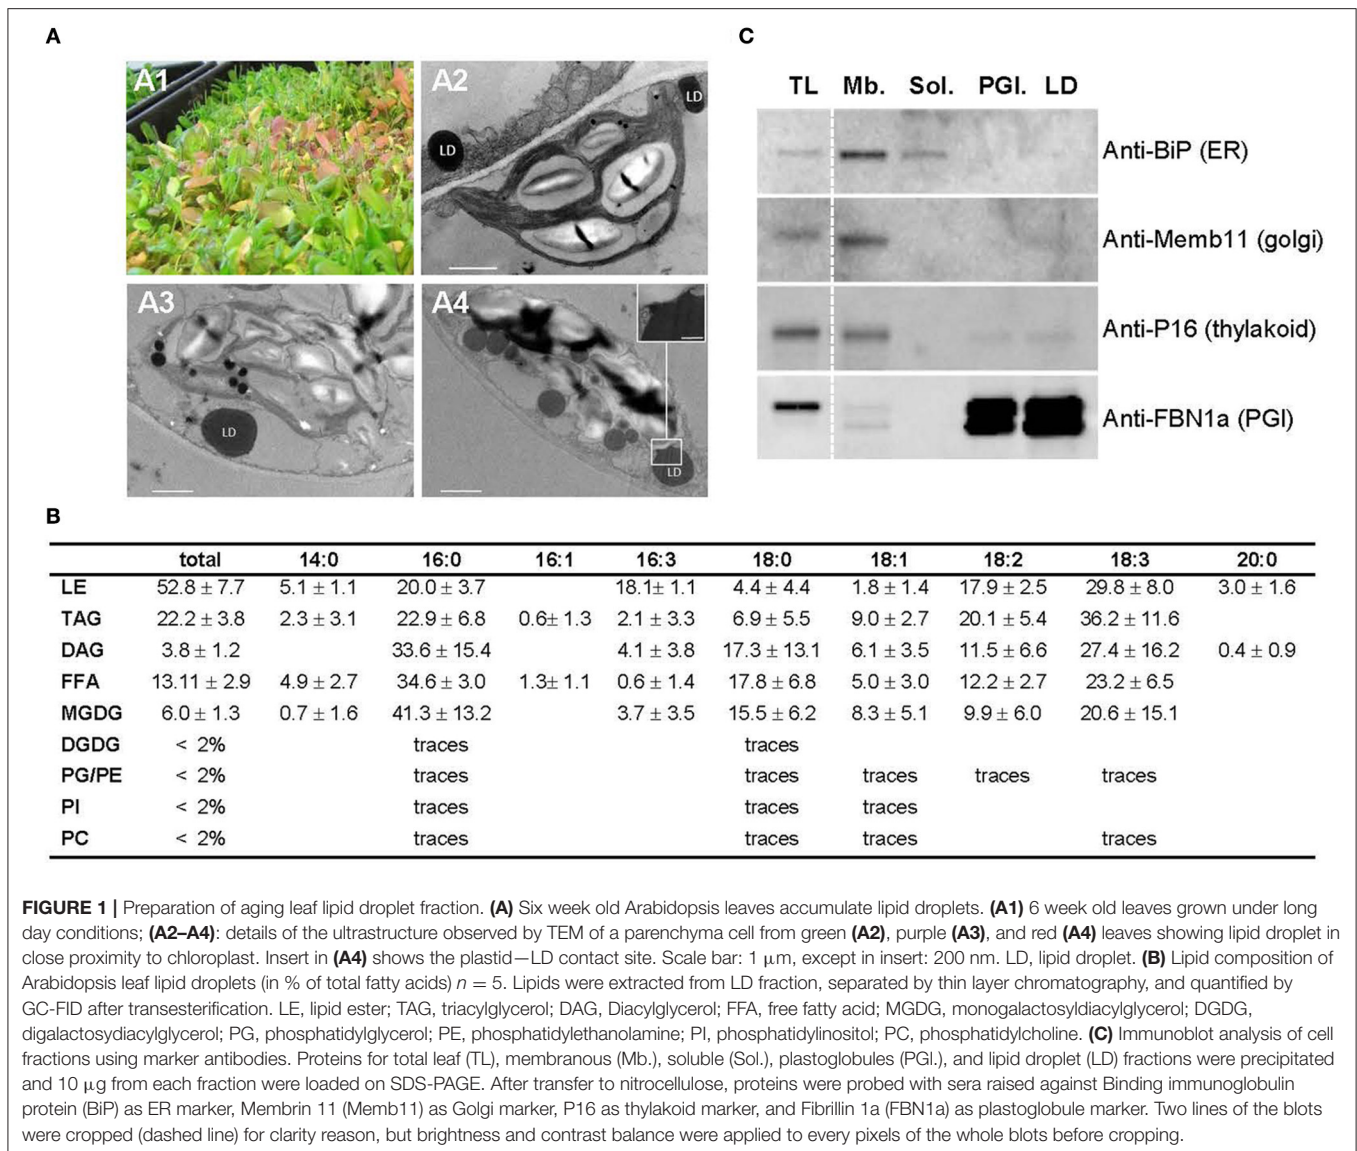 A
A1
A2
LD
LD
A3
LD
A4
LD
C
TL Mb. Sol. PGl. LD
Anti-BiP (ER)
Anti-Memb11 (golgi)
Anti-P16 (thylakoid)
Anti-FBN1a (PGl)
B
total 14:0 16:0 16:1 16:3 18:0 18:1 18:2 18:3 20:0
LE 52.8 ± 7.7 5.1 ± 1.1 20.0 ± 3.7 18.1± 1.1 4.4 ± 4.4 1.8 ± 1.4 17.9 ± 2.5 29.8 ± 8.0 3.0 ± 1.6
TAG 22.2 ± 3.8 2.3 ± 3.1 22.9 ± 6.8 0.6± 1.3 2.1 ± 3.3 6.9 ± 5.5 9.0 ± 2.7 20.1 ± 5.4 36.2 ± 11.6
DAG 3.8 ± 1.2 33.6 ± 15.4 4.1 ± 3.8 17.3 ± 13.1 6.1 ± 3.5 11.5 ± 6.6 27.4 ± 16.2 0.4 ± 0.9
FFA 13.11 ± 2.9 4.9 ± 2.7 34.6 ± 3.0 1.3± 1.1 0.6 ± 1.4 17.8 ± 6.8 5.0 ± 3.0 12.2 ± 2.7 23.2 ± 6.5
MGDG 6.0 ± 1.3 0.7 ± 1.6 41.3 ± 13.2 3.7 ± 3.5 15.5 ± 6.2 8.3 ± 5.1 9.9 ± 6.0 20.6 ± 15.1
DGDG < 2% traces traces
PG/PE < 2% traces traces traces traces traces
PI < 2% traces traces traces
PC < 2% traces traces traces traces
FIGURE 1 | Preparation of aging leaf lipid droplet fraction. (A) Six week old Arabidopsis leaves accumulate lipid droplets. (A1) 6 week old leaves grown under long
day conditions; (A2–A4): details of the ultrastructure observed by TEM of a parenchyma cell from green (A2), purple (A3), and red (A4) leaves showing lipid droplet in
close proximity to chloroplast. Insert in (A4) shows the plastid—LD contact site. Scale bar: 1 μm, except in insert: 200 nm. LD, lipid droplet. (B) Lipid composition of
Arabidopsis leaf lipid droplets (in % of total fatty acids) n = 5. Lipids were extracted from LD fraction, separated by thin layer chromatography, and quantified by
GC-FID after transesterification. LE, lipid ester; TAG, triacylglycerol; DAG, Diacylglycerol; FFA, free fatty acid; MGDG, monogalactosyldiacylglycerol; DGDG,
digalactosydiacylglycerol; PG, phosphatidylglycerol; PE, phosphatidylethanolamine; PI, phosphatidylinositol; PC, phosphatidylcholine. (C) Immunoblot analysis of cell
fractions using marker antibodies. Proteins for total leaf (TL), membranous (Mb.), soluble (Sol.), plastoglobules (PGl.), and lipid droplet (LD) fractions were precipitated
and 10 μg from each fraction were loaded on SDS-PAGE. After transfer to nitrocellulose, proteins were probed with sera raised against Binding immunoglobulin
protein (BiP) as ER marker, Membrin 11 (Memb11) as Golgi marker, P16 as thylakoid marker, and Fibrillin 1a (FBN1a) as plastoglobule marker. Two lines of the blots
were cropped (dashed line) for clarity reason, but brightness and contrast balance were applied to every pixels of the whole blots before cropping.